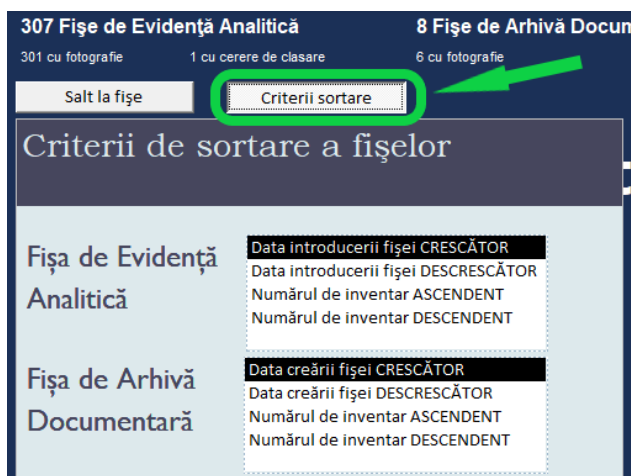 307 Fişe de Evidenţă Analitică
8 Fişe de Arhivă Docum
301 cu fotografie
1 cu cerere de clasare
6 cu fotografie
Salt la fişe
Criterii sortare
Criterii de sortare a fişelor
Fişa de Evidenţă
Analitică
Data introducerii fişei CRESCĂTOR
Data introducerii fişei DESCRESCĂTOR
Numărul de inventar ASCENDENT
Numărul de inventar DESCENDENT
Fişa de Arhivă
Documentară
Data creării fişei CRESCĂTOR
Data creării fişei DESCRESCĂTOR
Numărul de inventar ASCENDENT
Numărul de inventar DESCENDENT